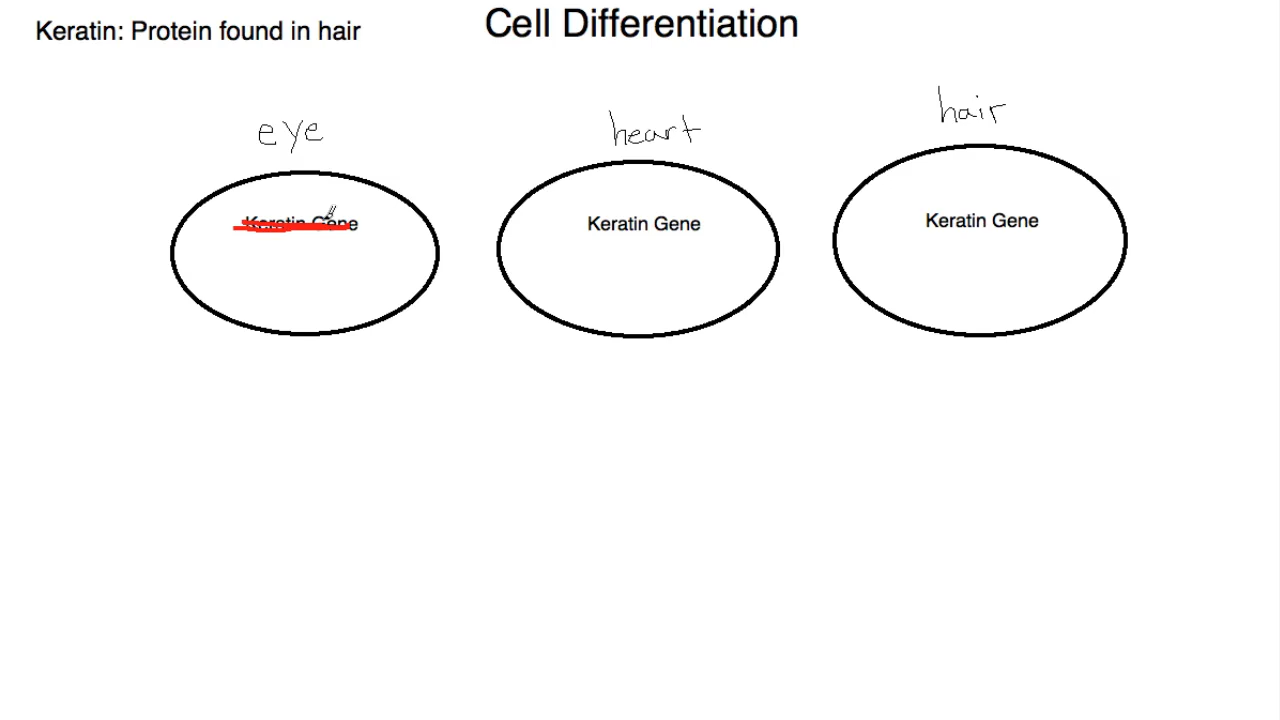 Keratin: Protein found in hair
Cell Differentiation
eye
heart
hair
Keratin Gene
Keratin Gene
Keratin Gene